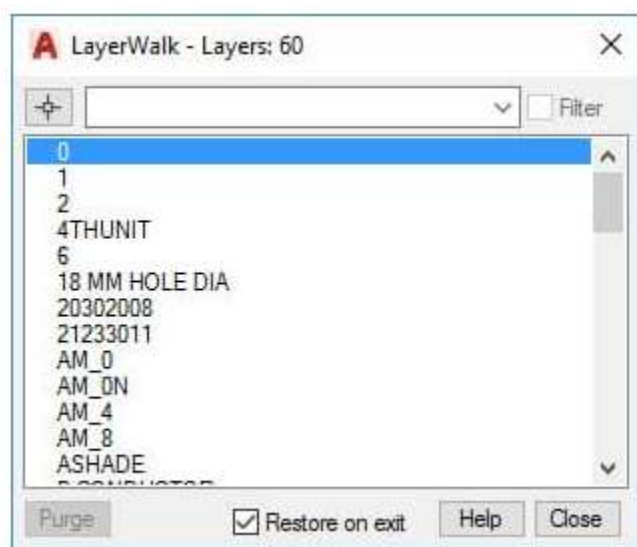 LayerWalk - Layers: 60
Filter
0
1
2
4THUNIT
6
18 MM HOLE DIA
20302008
21233011
AM_0
AM_0N
AM_4
AM_8
ASHADE
Purge Restore on exit Help Close